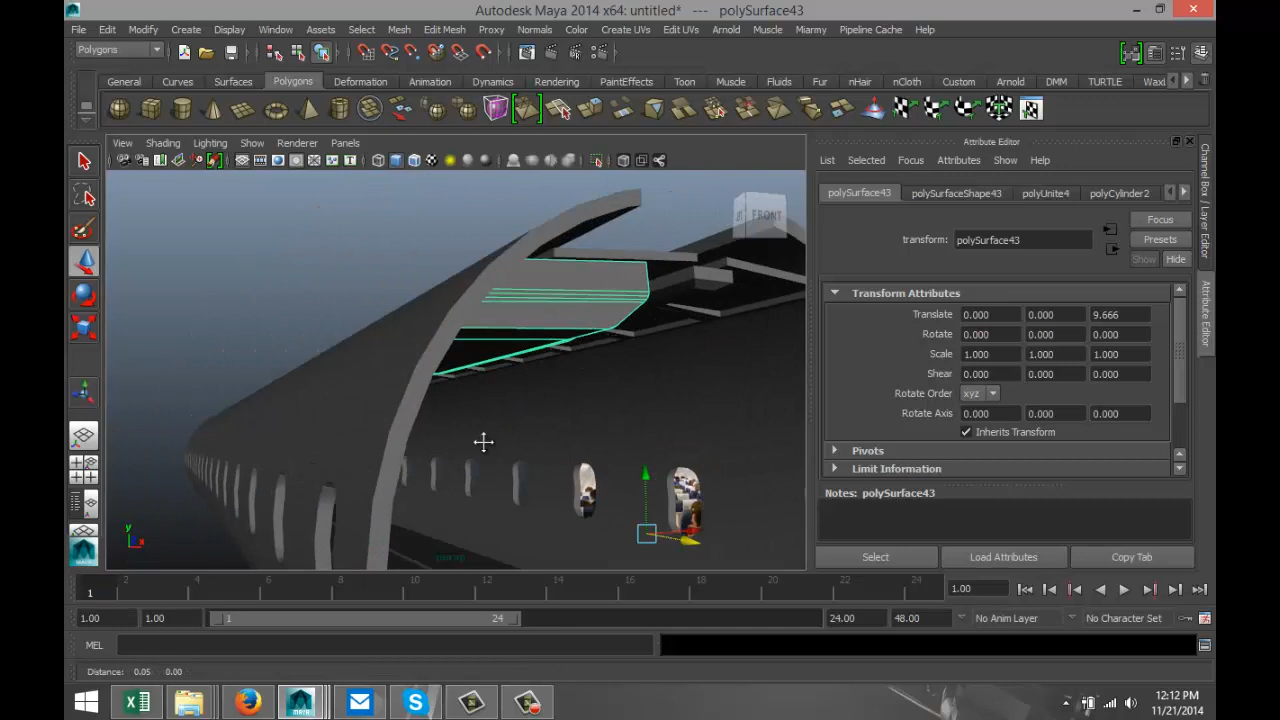 Autodesk Maya 2014 x64: untitled* --- polySurface43
File Edit Modify Create Display Window Assets Select Mesh Edit Mesh Proxy Normals Color Create UVs Edit UVs Arnold Muscle Miarmy Pipeline Cache Help
Polygons
General Curves Surfaces Polygons Deformation Animation Dynamics Rendering PaintEffects Toon Muscle Fluids Fur nHair nCloth Custom Arnold DMM TURTLE Waxl
View Shading Lighting Show Renderer Panels
Attribute Editor
List Selected Focus Attributes Show Help
polySurface43 polySurfaceShape43 polyUnite4 polyCylinder2
Focus
transform: polySurface43
Presets
Show Hide
Transform Attributes
Translate 0.000 0.000 9.666
Rotate 0.000 0.000 0.000
Scale 1.000 1.000 1.000
Shear 0.000 0.000 0.000
Rotate Order xyz
Rotate Axis 0.000 0.000 0.000
Inherits Transform
Pivots
Limit Information
Notes: polySurface43
Select Load Attributes Copy Tab
Channel Box / Layer Editor
Attribute Editor
FRONT
y
persp
2 4 6 8 10 12 14 16 18 20 22 24
1
1.00
1.00 1.00 1 24 24.00 48.00 No Anim Layer No Character Set
MEL
Distance: 0.05 0.00
12:12 PM
11/21/2014